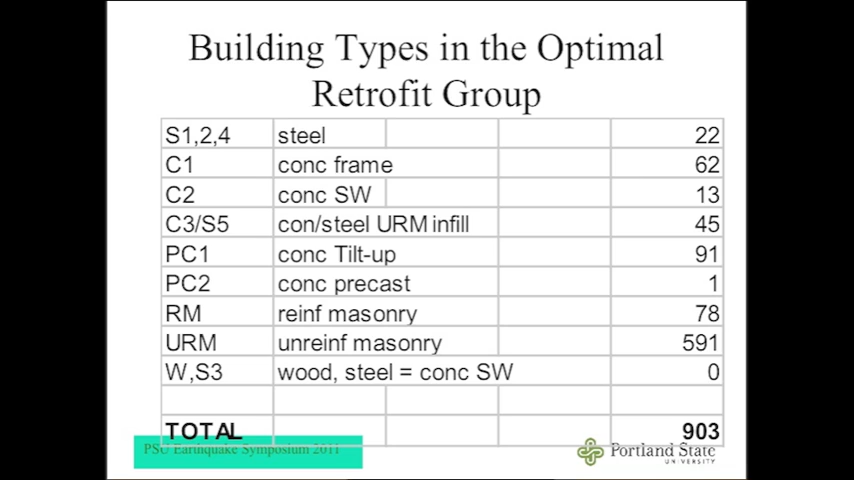 Building Types in the Optimal
Retrofit Group
S1,2,4 steel 22
C1 conc frame 62
C2 conc SW 13
C3/S5 con/steel URM infill 45
PC1 conc Tilt-up 91
PC2 conc precast 1
RM reinf masonry 78
URM unreinf masonry 591
W,S3 wood, steel = conc SW 0
TOTAL 903
PSU Earthquake Symposium 2011
Portland State
UNIVERSITY